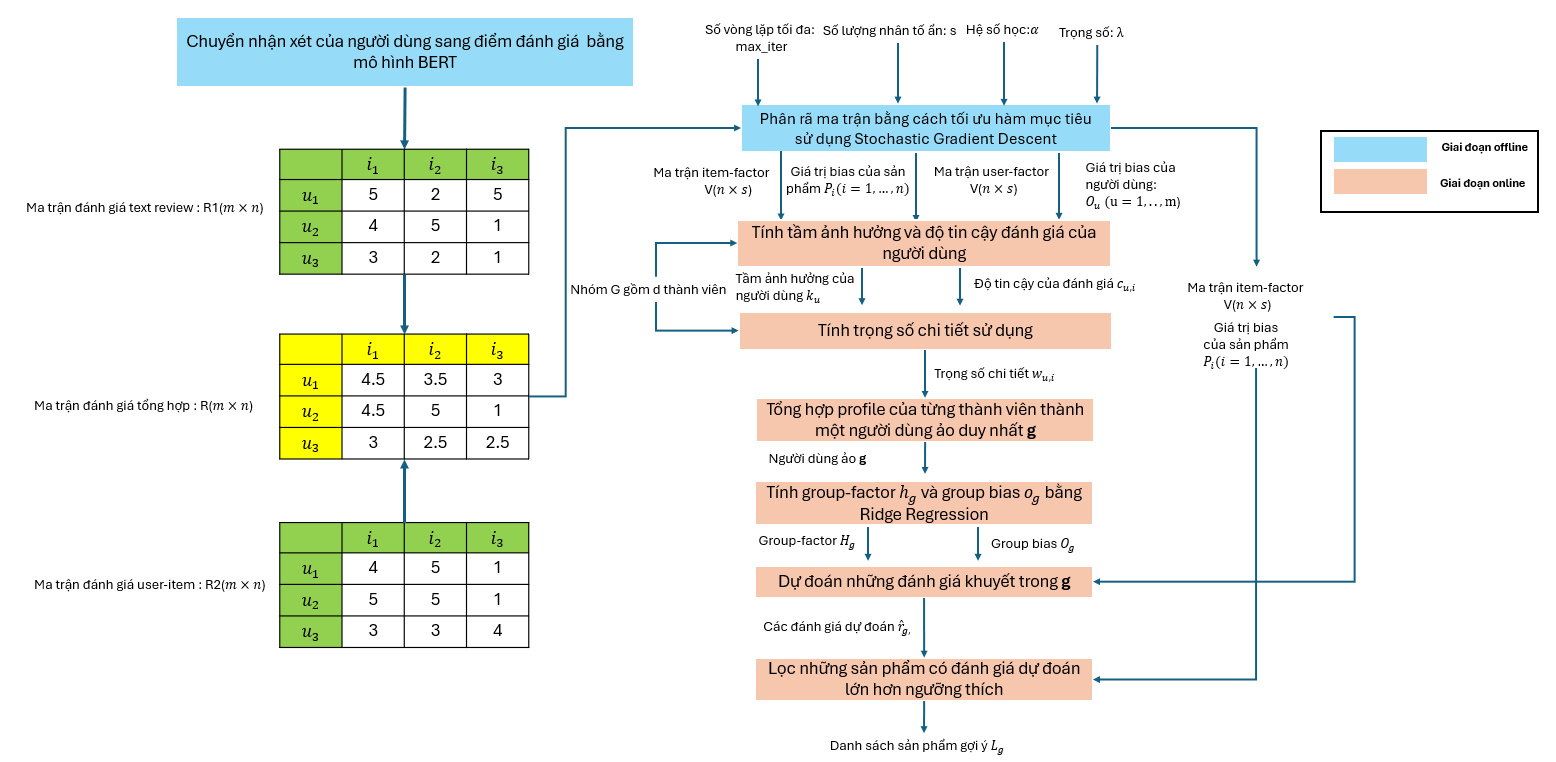 Chuyển nhận xét của người dùng sang điểm đánh giá bằng
mô hình BERT
i₁ i₂ i₃
u₁ 5 2 5
u₂ 4 5 1
u₃ 3 2 1
Ma trận đánh giá text review : R1(m × n)
i₁ i₂ i₃
u₁ 4.5 3.5 3
u₂ 4.5 5 1
u₃ 3 2.5 2.5
Ma trận đánh giá tổng hợp : R(m × n)
i₁ i₂ i₃
u₁ 4 5 1
u₂ 5 5 1
u₃ 3 3 4
Ma trận đánh giá user-item : R2(m × n)
Số vòng lặp tối đa:
max_iter
Số lượng nhân tố ẩn: s
Hệ số học:α
Trọng số: λ
Phân rã ma trận bằng cách tối ưu hàm mục tiêu
sử dụng Stochastic Gradient Descent
Ma trận item-factor
V(n × s)
Giá trị bias của sản
phẩm Pᵢ(i = 1, ..., n)
Ma trận user-factor
V(n × s)
Giá trị bias của
người dùng:
Oᵤ (u = 1, . . , m)
Tính tầm ảnh hưởng và độ tin cậy đánh giá của
người dùng
Nhóm G gồm d thành viên
Tầm ảnh hưởng của
người dùng kᵤ
Độ tin cậy của đánh giá c_{u,i}
Tính trọng số chi tiết sử dụng
Trọng số chi tiết w_{u,i}
Tổng hợp profile của từng thành viên thành
một người dùng ảo duy nhất g
Người dùng ảo g
Tính group-factor h_g và group bias o_g bằng
Ridge Regression
Group-factor H_g
Group bias O_g
Dự đoán những đánh giá khuyết trong g
Các đánh giá dự đoán r̂_{g,}
Lọc những sản phẩm có đánh giá dự đoán
lớn hơn ngưỡng thích
Danh sách sản phẩm gợi ý L_g
Ma trận item-factor
V(n × s)
Giá trị bias
của sản phẩm
Pᵢ(i = 1, ..., n)
Giai đoạn offline
Giai đoạn online